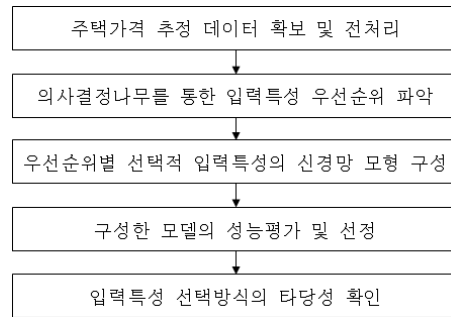 주택가격 추정 데이터 확보 및 전처리
의사결정나무를 통한 입력특성 우선순위 파악
우선순위별 선택적 입력특성의 신경망 모형 구성
구성한 모델의 성능평가 및 선정
입력특성 선택방식의 타당성 확인